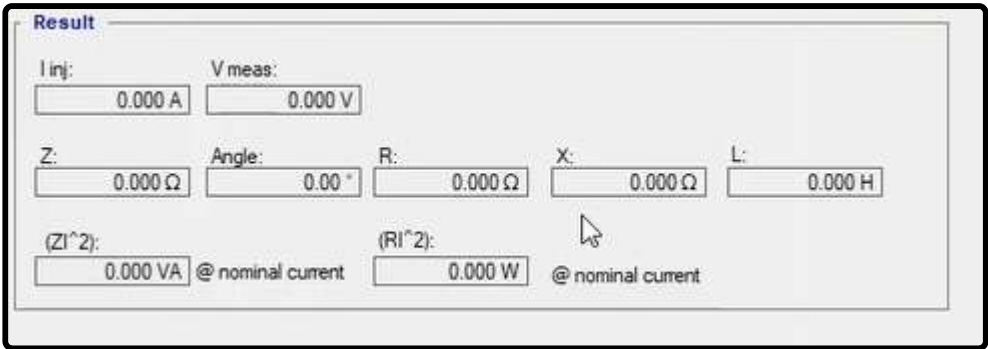 Result
I inj: V meas:
0.000 A 0.000 V
Z: Angle: R: X: L:
0.000 Ω 0.00 ° 0.000 Ω 0.000 Ω 0.000 H
(ZI^2): (RI^2):
0.000 VA @ nominal current 0.000 W @ nominal current